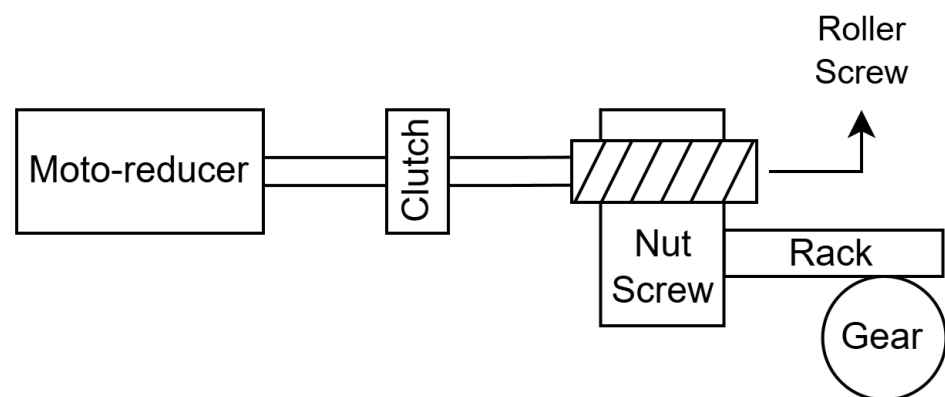 Roller
Screw
Moto-reducer
Clutch
Nut
Screw
Rack
Gear